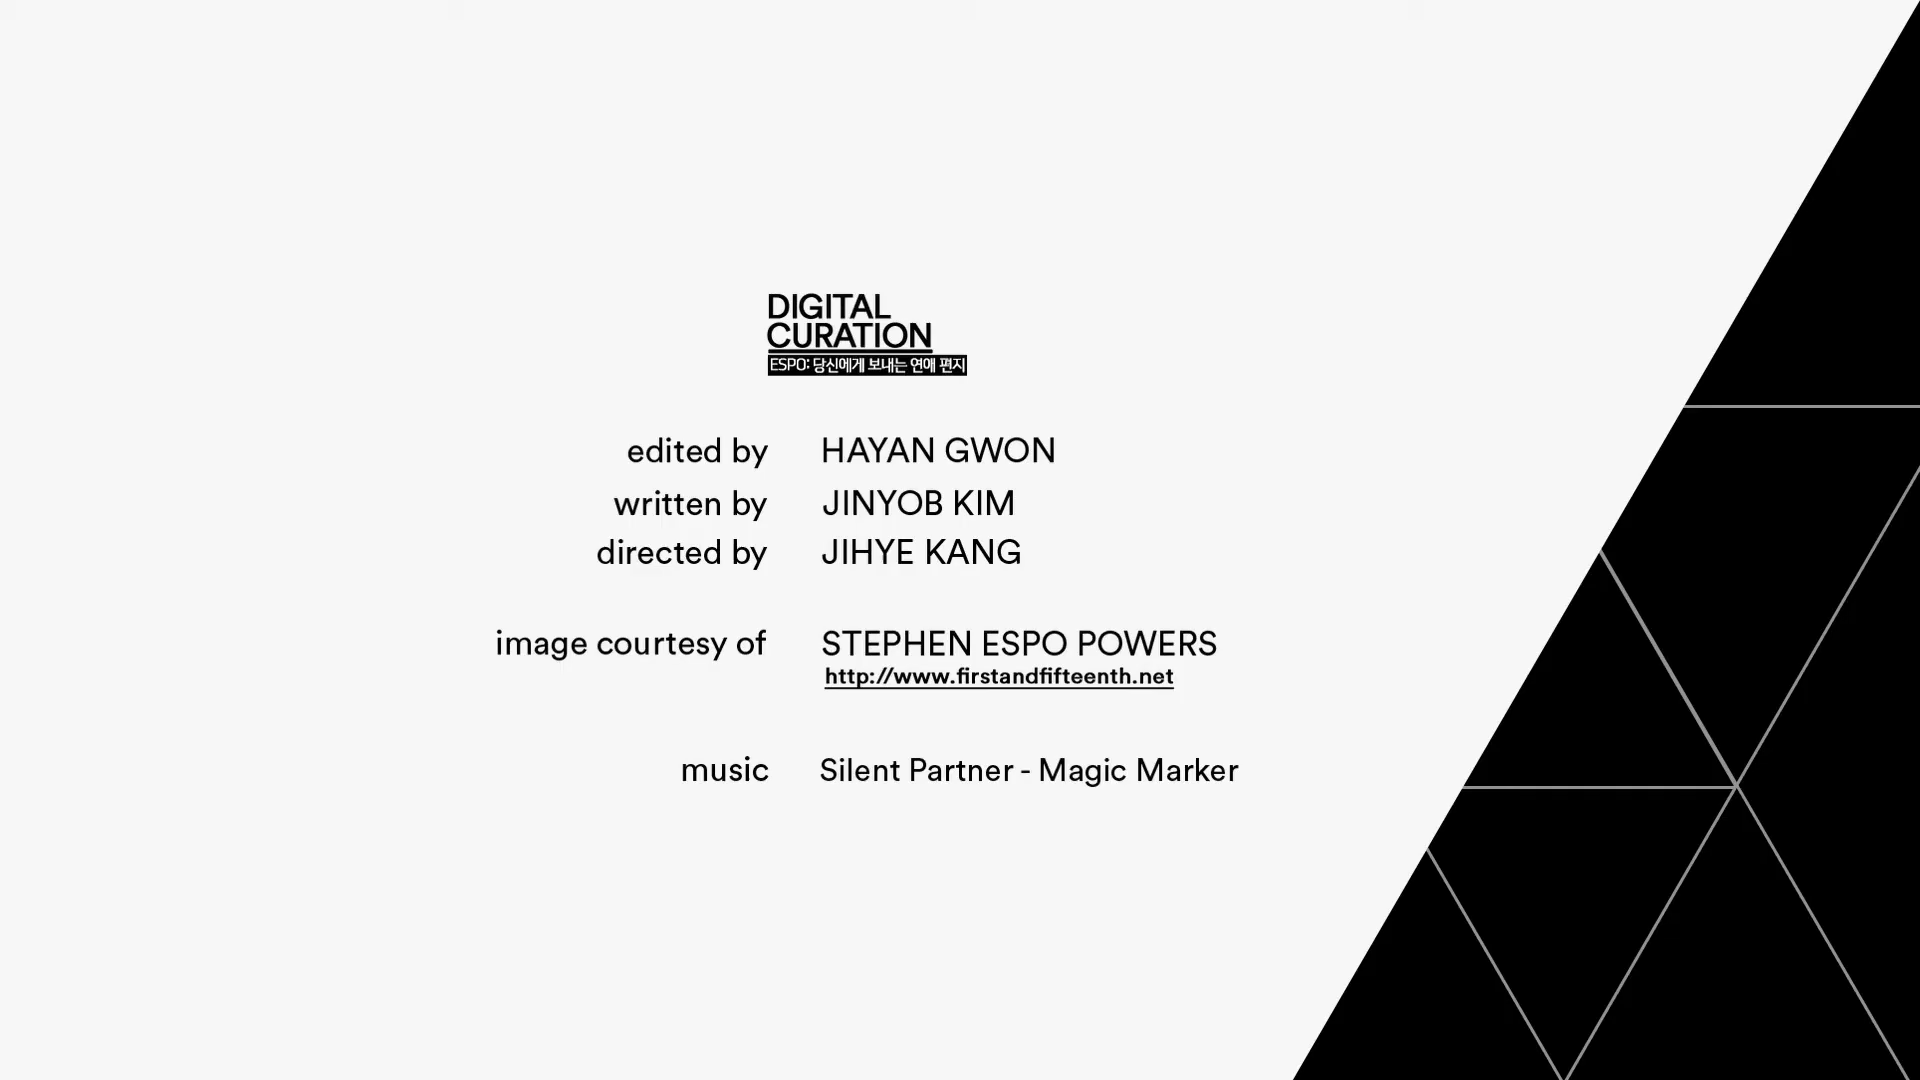 DIGITAL
CURATION
ESPO: 당신에게 보내는 연애 편지
edited by HAYAN GWON
written by JINYOB KIM
directed by JIHYE KANG
image courtesy of STEPHEN ESPO POWERS
http://www.firstandfifteenth.net
music Silent Partner - Magic Marker